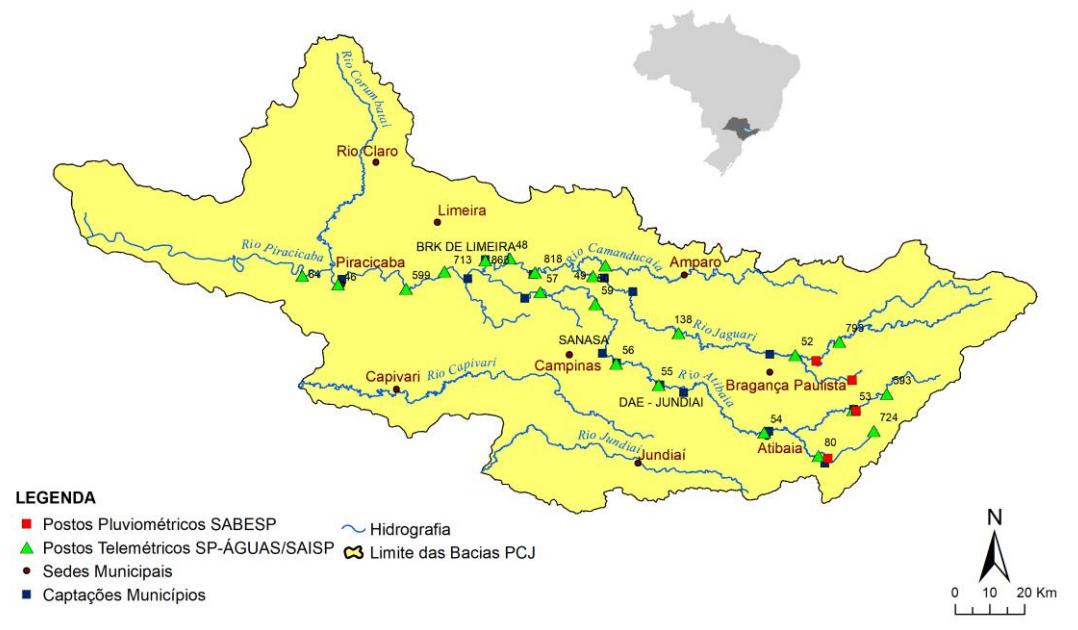 Rio Corumbataí
Rio Claro
Limeira
BRK DE LIMEIRA
48
Rio Camanducaia
Rio Piracicaba
Piracicaba
713
868
818
Amparo
84
46
599
57
49
59
138
Rio Jaguari
SANASA
52
798
Campinas
56
Capivari
Rio Capivari
55
Rio Atibaia
Bragança Paulista
593
DAE - JUNDIAI
53
54
724
Rio Jundiaí
Jundiaí
Atibaia
80
LEGENDA
Postos Pluviométricos SABESP
Postos Telemétricos SP-ÁGUAS/SAISP
Sedes Municipais
Captações Municípios
Hidrografia
Limite das Bacias PCJ
N
0 10 20 Km